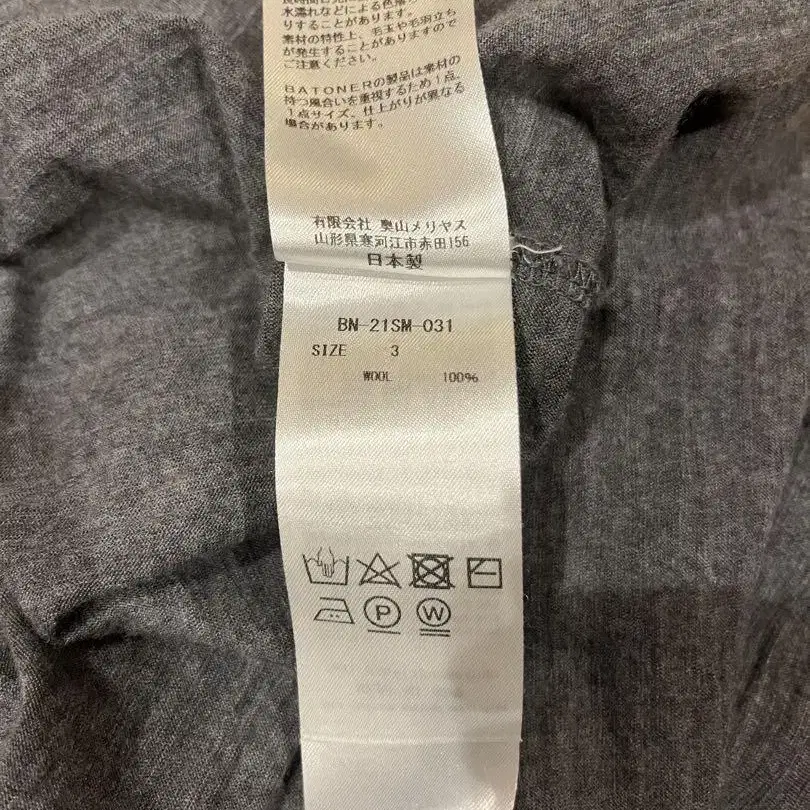 水濡れなどによる色落
りすることがあります。
素材の特性上、毛玉や毛羽立ち
が発生することがあります。
ご注意ください。
BATONERの製品は素材の
持つ風合いを重視するため1点
1点サイズ、仕上がりが異なる
場合があります。
有限会社 奥山メリヤス
山形県寒河江市赤田156
日本製
BN-21SM-031
SIZE 3
WOOL 100%
P W